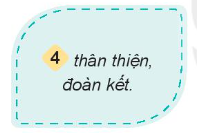 4 thân thiện,
đoàn kết.